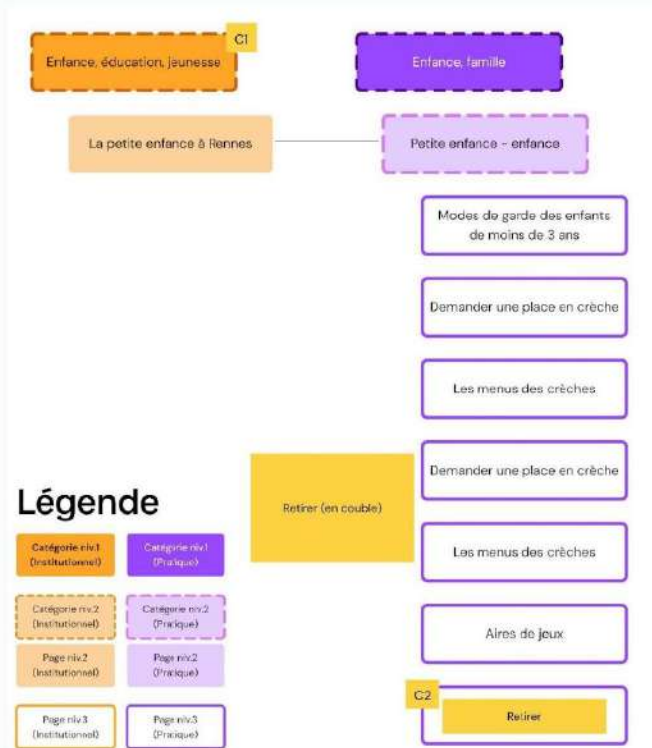 C1
Enfance, éducation, jeunesse
Enfance, famille
La petite enfance à Rennes
Petite enfance - enfance
Modes de garde des enfants
de moins de 3 ans
Demander une place en crèche
Les menus des crèches
Demander une place en crèche
Retirer (en couble)
Les menus des crèches
Aires de jeux
C2
Retirer
Légende
Catégorie niv.1
(Institutionnel)
Catégorie niv.1
(Pratique)
Catégorie niv.2
(Institutionnel)
Catégorie niv.2
(Pratique)
Page niv.2
(Institutionnel)
Page niv.2
(Pratique)
Page niv.3
(Institutionnel)
Page niv.3
(Pratique)